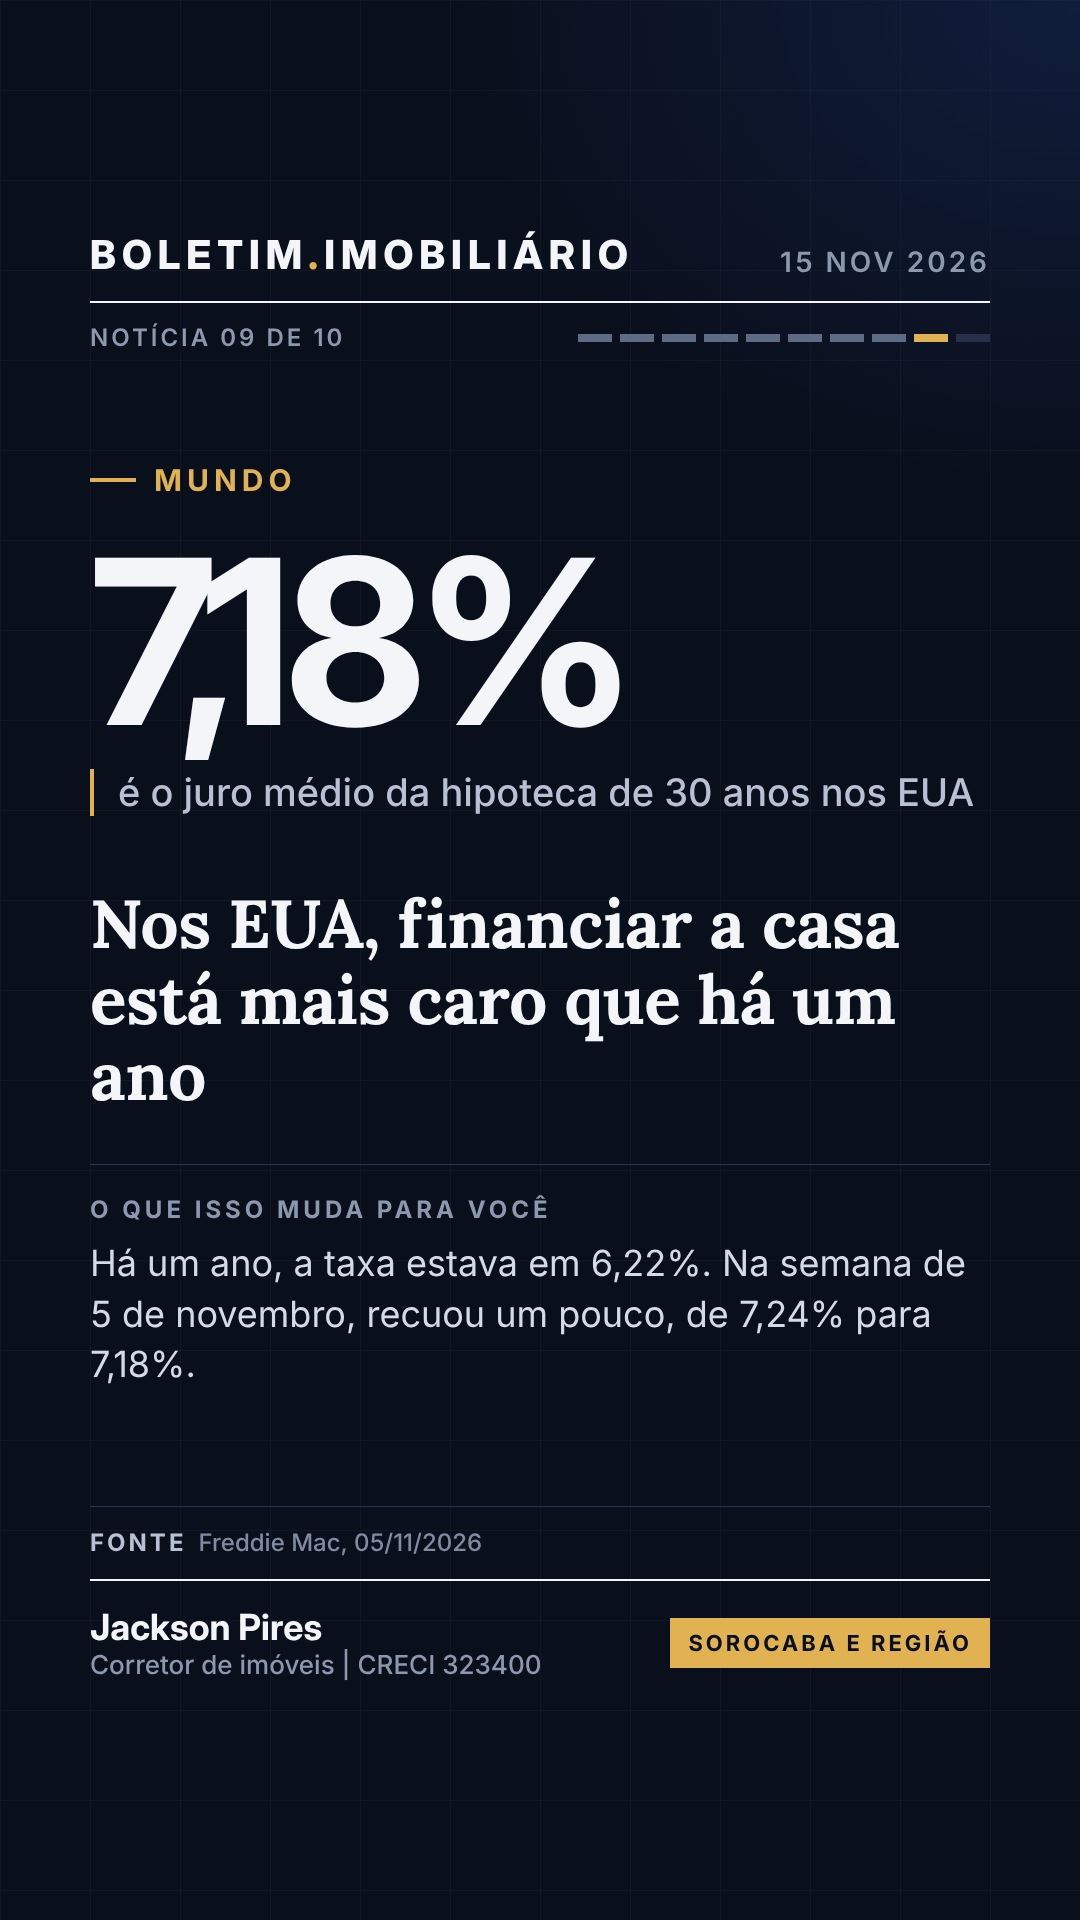 BOLETIM.IMOBILIÁRIO
15 NOV 2026
NOTÍCIA 09 DE 10
MUNDO
7,18%
é o juro médio da hipoteca de 30 anos nos EUA
Nos EUA, financiar a casa
está mais caro que há um
ano
O QUE ISSO MUDA PARA VOCÊ
Há um ano, a taxa estava em 6,22%. Na semana de
5 de novembro, recuou um pouco, de 7,24% para
7,18%.
FONTE Freddie Mac, 05/11/2026
Jackson Pires
Corretor de imóveis | CRECI 323400
SOROCABA E REGIÃO